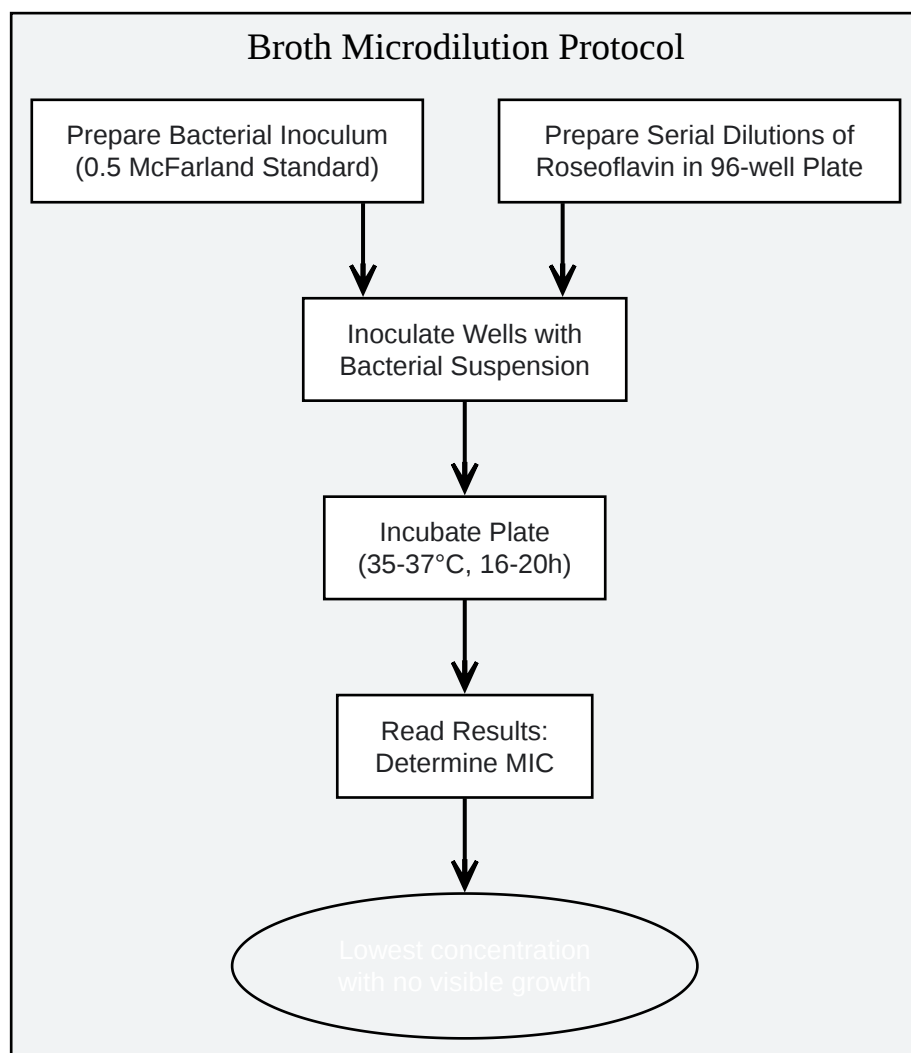 Broth Microdilution Protocol
Prepare Bacterial Inoculum
(0.5 McFarland Standard)
Prepare Serial Dilutions of
Roseoflavin in 96-well Plate
Inoculate Wells with
Bacterial Suspension
Incubate Plate
(35-37°C, 16-20h)
Read Results:
Determine MIC
Lowest concentration
with no visible growth